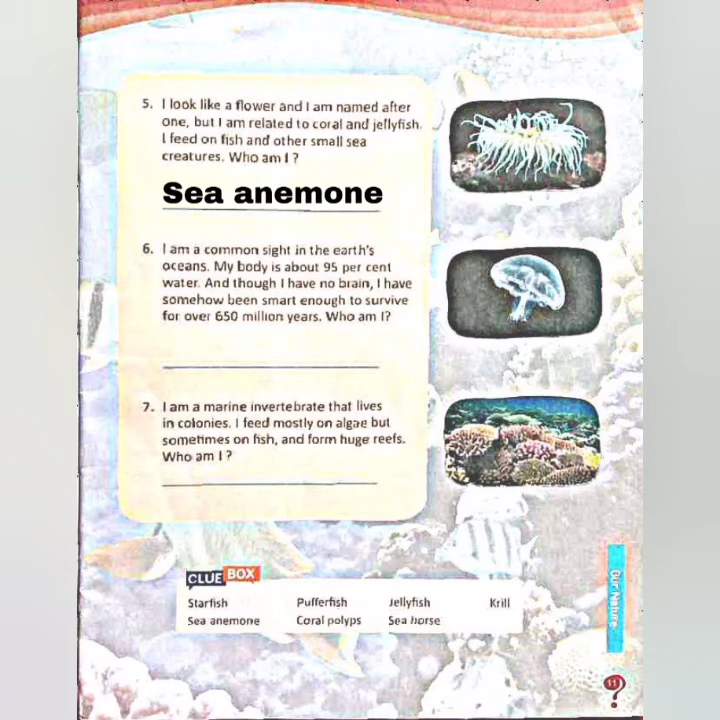 5. I look like a flower and I am named after
one, but I am related to coral and jellyfish.
I feed on fish and other small sea
creatures. Who am I ?
Sea anemone
6. I am a common sight in the earth's
oceans. My body is about 95 per cent
water. And though I have no brain, I have
somehow been smart enough to survive
for over 650 million years. Who am I?
7. I am a marine invertebrate that lives
in colonies. I feed mostly on algae but
sometimes on fish, and form huge reefs.
Who am I ?
CLUE BOX
Starfish Pufferfish Jellyfish Krill
Sea anemone Coral polyps Sea horse
Our Nature
11
?